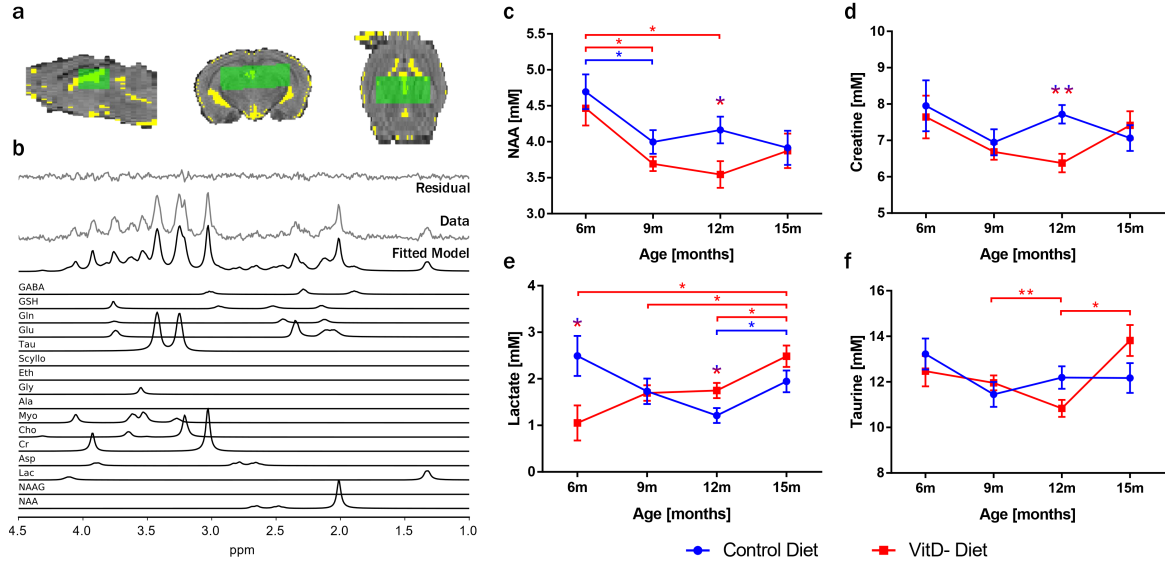 a
b
Residual
Data
Fitted Model
GABA
GSH
Gln
Glu
Tau
Scyllo
Eth
Gly
Ala
Myo
Cho
Cr
Asp
Lac
NAAG
NAA
4.5 4.0 3.5 3.0 2.5 2.0 1.5 1.0
ppm
c
NAA [mM]
5.5
5.0
4.5
4.0
3.5
3.0
* 
*
*
*
6m 9m 12m 15m
Age [months]
d
Creatine [mM]
10
9
8
7
6
5
**
6m 9m 12m 15m
Age [months]
e
Lactate [mM]
4
3
2
1
0
*
*
*
*
*
*
6m 9m 12m 15m
Age [months]
f
Taurine [mM]
16
14
12
10
8
**
*
6m 9m 12m 15m
Age [months]
Control Diet VitD- Diet